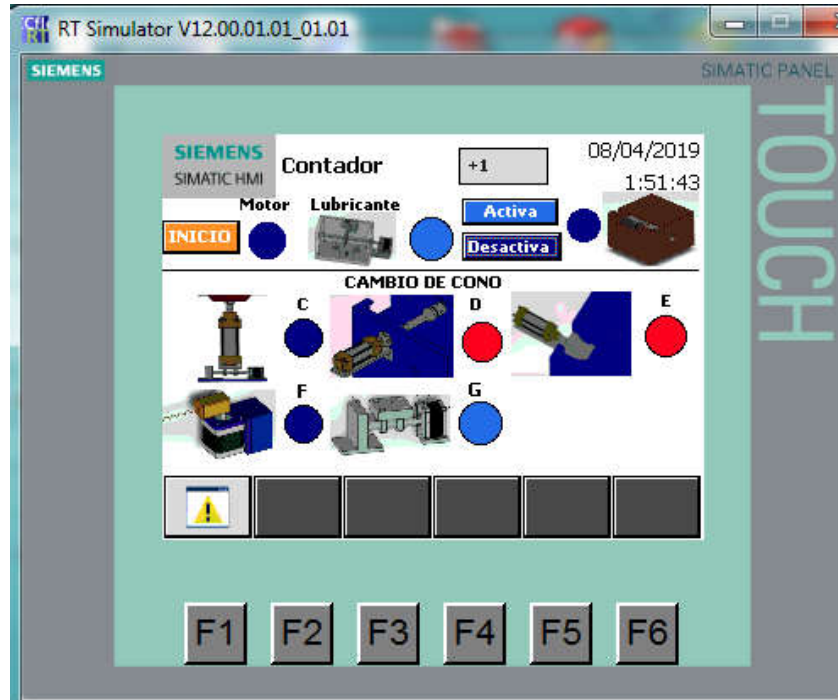 RT Simulator V12.00.01.01_01.01
SIEMENS
SIMATIC PANEL
TOUCH
SIEMENS
SIMATIC HMI
Contador
+1
08/04/2019
1:51:43
Motor
Lubricante
INICIO
Activa
Desactiva
CAMBIO DE CONO
C
D
E
F
G
F1
F2
F3
F4
F5
F6